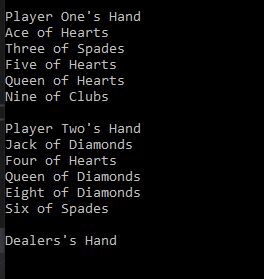 Player One's Hand
Ace of Hearts
Three of Spades
Five of Hearts
Queen of Hearts
Nine of Clubs
Player Two's Hand
Jack of Diamonds
Four of Hearts
Queen of Diamonds
Eight of Diamonds
Six of Spades
Dealers's Hand